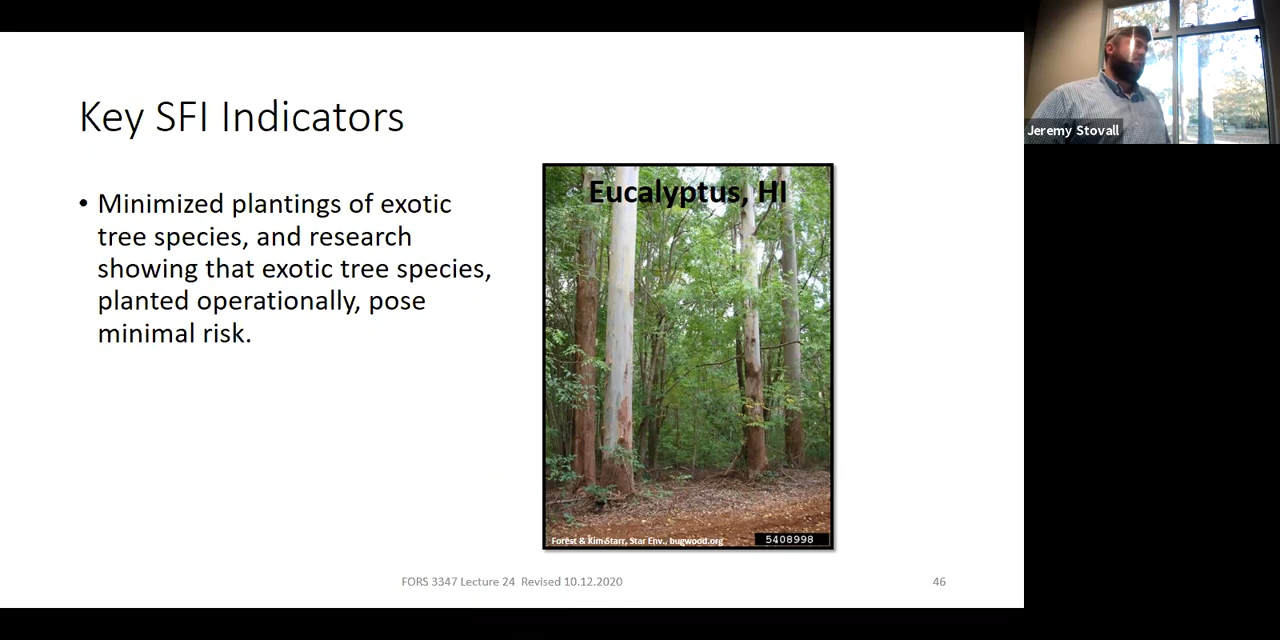 Key SFI Indicators
• Minimized plantings of exotic
tree species, and research
showing that exotic tree species,
planted operationally, pose
minimal risk.
Eucalyptus, HI
Forest & Kim Starr, Star Env., bugwood.org
5408998
FORS 3347 Lecture 24 Revised 10.12.2020
46
Jeremy Stovall